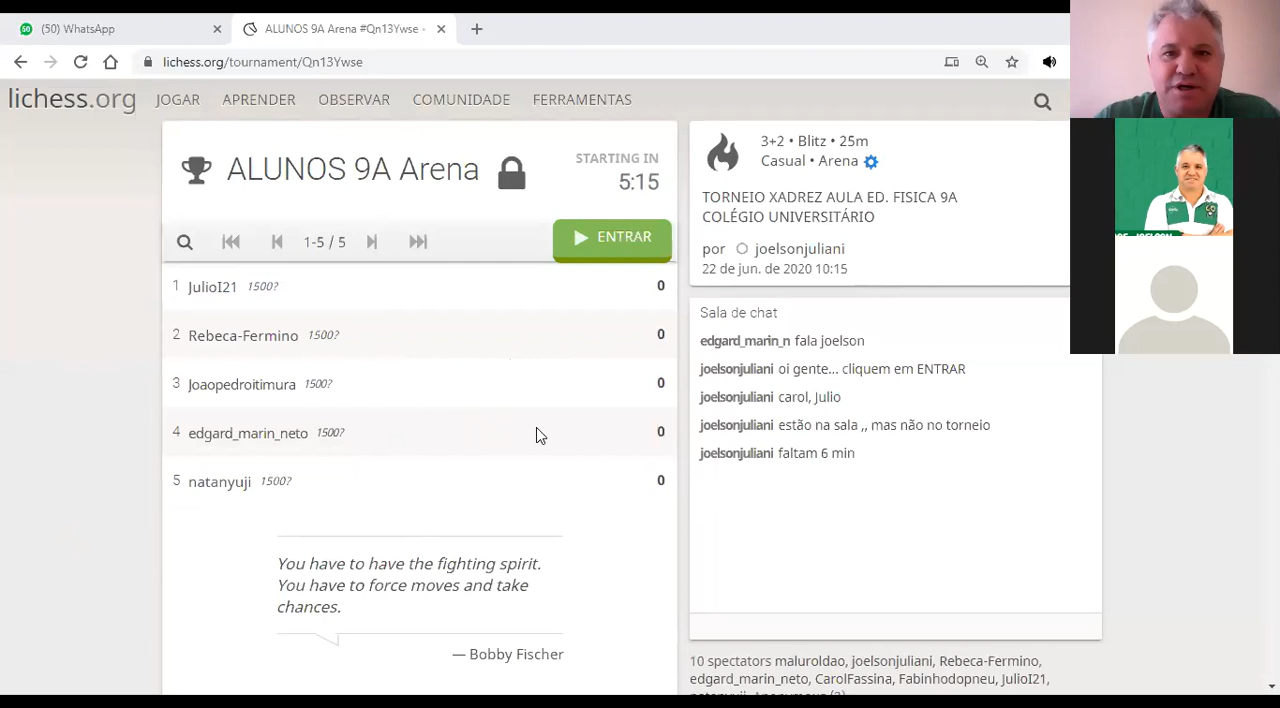 (50) WhatsApp
ALUNOS 9A Arena #Qn13Ywse
lichess.org/tournament/Qn13Ywse
lichess.org JOGAR APRENDER OBSERVAR COMUNIDADE FERRAMENTAS
ALUNOS 9A Arena
STARTING IN
5:15
1-5 / 5
ENTRAR
1 JulioI21 1500? 0
2 Rebeca-Fermino 1500? 0
3 Joaopedroitimura 1500? 0
4 edgard_marin_neto 1500? 0
5 natanyuji 1500? 0
You have to have the fighting spirit.
You have to force moves and take
chances.
— Bobby Fischer
3+2 • Blitz • 25m
Casual • Arena
TORNEIO XADREZ AULA ED. FISICA 9A
COLÉGIO UNIVERSITÁRIO
por joelsonjuliani
22 de jun. de 2020 10:15
Sala de chat
edgard_marin_n fala joelson
joelsonjuliani oi gente... cliquem em ENTRAR
joelsonjuliani carol, Julio
joelsonjuliani estão na sala ,, mas não no torneio
joelsonjuliani faltam 6 min
10 spectators maluroldao, joelsonjuliani, Rebeca-Fermino,
edgard_marin_neto, CarolFassina, Fabinhodopneu, JulioI21,